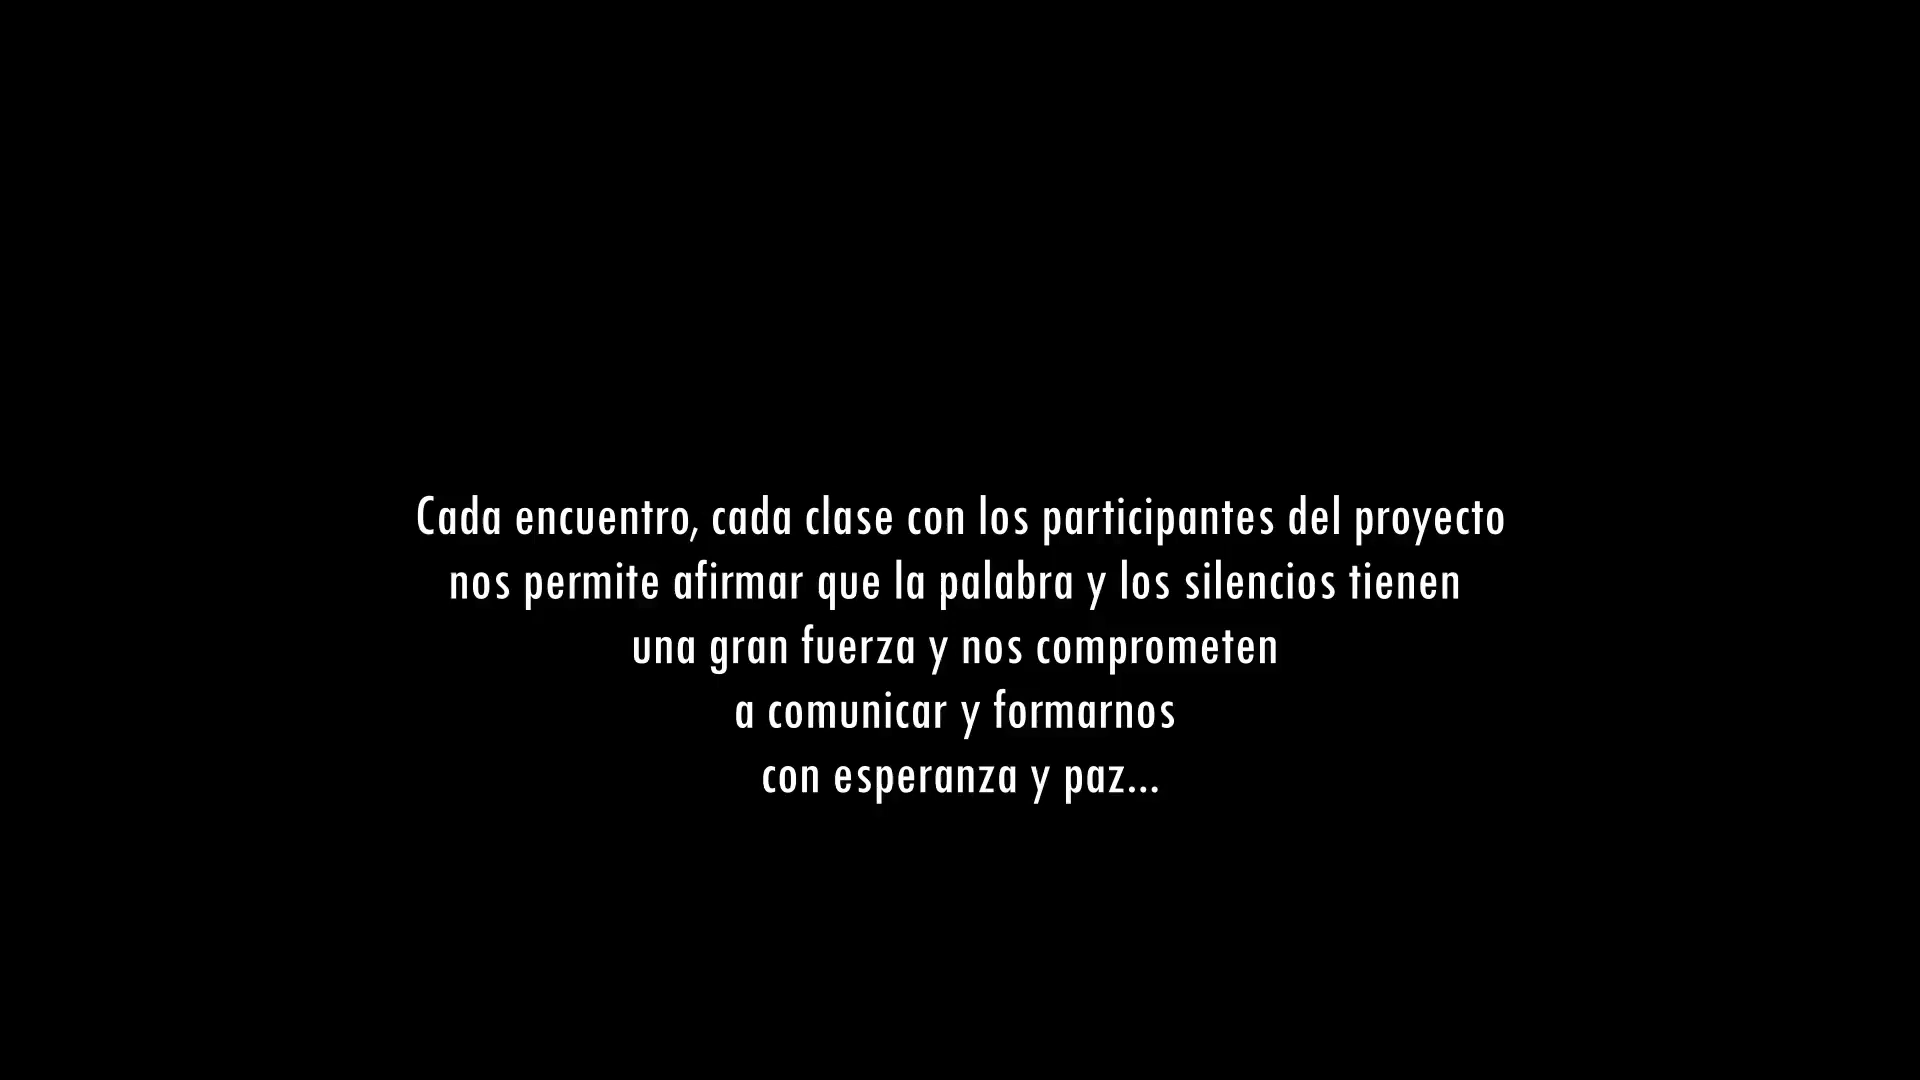 Cada encuentro, cada clase con los participantes del proyecto
nos permite afirmar que la palabra y los silencios tienen
una gran fuerza y nos comprometen
a comunicar y formarnos
con esperanza y paz...